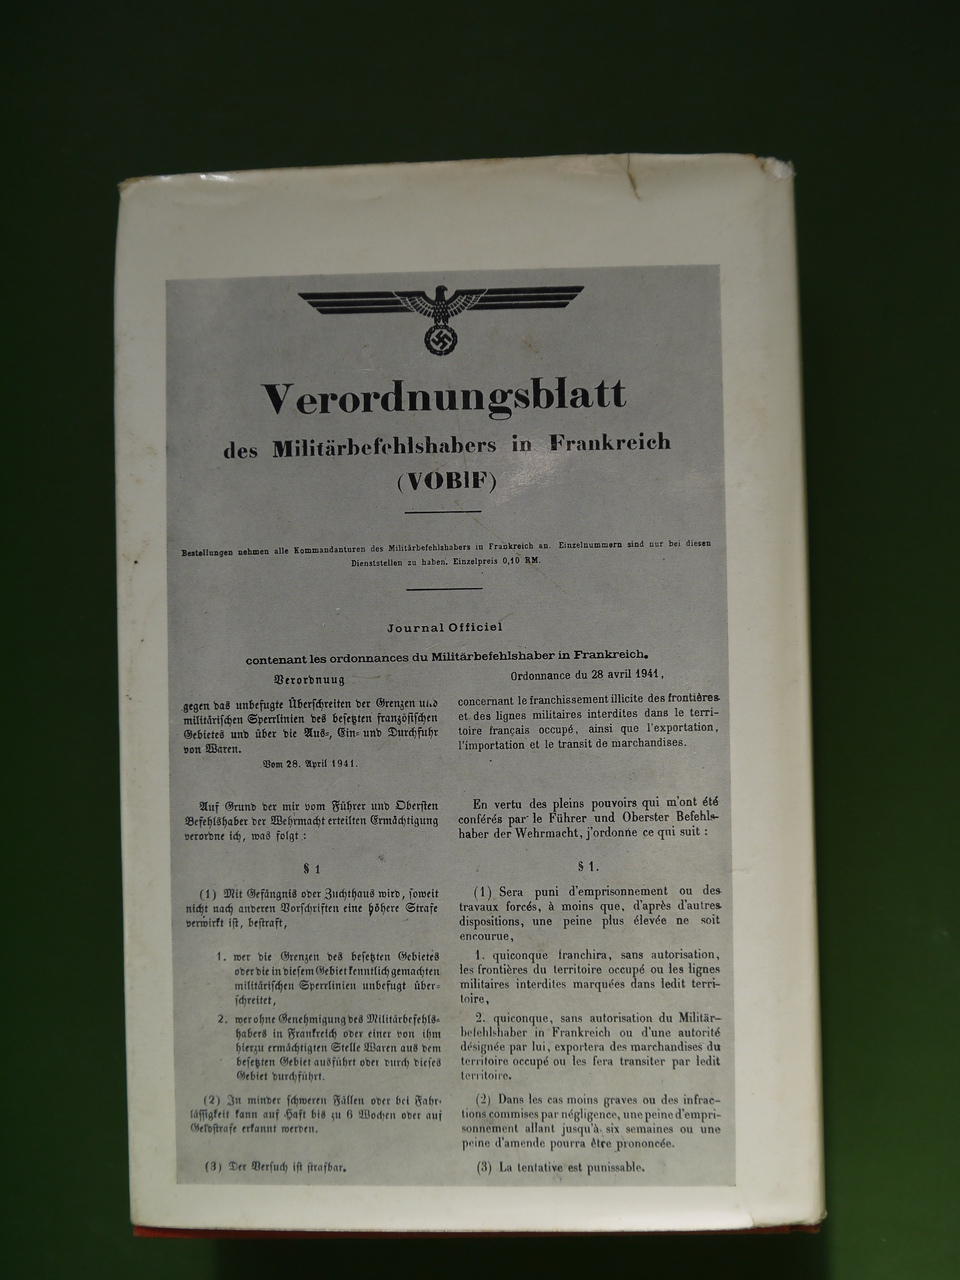 Verordnungsblatt
des Militärbefehlshabers in Frankreich
(VOBlF)
Bestellungen nehmen alle Kommandanturen des Militärbefehlshabers in Frankreich an. Einzelnummern sind nur bei diesen
Dienststellen zu haben. Einzelpreis 0,10 RM.
Journal Officiel
contenant les ordonnances du Militärbefehlshaber in Frankreich.
Verordnuug
gegen das unbefugte Überschreiten der Grenzen und
militärischen Sperrlinien des besetzten französischen
Gebietes und über die Aus-, Ein- und Durchfuhr
von Waren.
Vom 28. April 1941.
Auf Grund der mir vom Führer und Obersten
Befehlshaber der Wehrmacht erteilten Ermächtigung
verordne ich, was folgt :
§ 1
(1) Mit Gefängnis oder Zuchthaus wird, soweit
nicht nach anderen Vorschriften eine höhere Strafe
verwirkt ist, bestraft,
1. wer die Grenzen des besetzten Gebietes
oder die in diesem Gebiet kenntlich gemachten
militärischen Sperrlinien unbefugt über-
schreitet,
2. wer ohne Genehmigung des Militärbefehls-
habers in Frankreich oder einer von ihm
hierzu ermächtigten Stelle Waren aus dem
besetzten Gebiet ausführt oder durch dieses
Gebiet durchführt.
(2) In minder schweren Fällen oder bei Fahr-
lässigkeit kann auf Haft bis zu 6 Wochen oder auf
Geldstrafe erkannt werden.
(3) Der Versuch ist strafbar.
Ordonnance du 28 avril 1941,
concernant le franchissement illicite des frontières
et des lignes militaires interdites dans le terri-
toire français occupé, ainsi que l'exportation,
l'importation et le transit de marchandises.
En vertu des pleins pouvoirs qui m'ont été
conférés par le Führer und Oberster Befehls-
haber der Wehrmacht, j'ordonne ce qui suit :
§ 1.
(1) Sera puni d'emprisonnement ou des
travaux forcés, à moins que, d'après d'autres
dispositions, une peine plus élevée ne soit
encourue,
1. quiconque franchira, sans autorisation,
les frontières du territoire occupé ou les lignes
militaires interdites marquées dans ledit terri-
toire,
2. quiconque, sans autorisation du Militär-
befehlshaber in Frankreich ou d'une autorité
désignée par lui, exportera des marchandises du
territoire occupé ou les fera transiter par ledit
territoire.
(2) Dans les cas moins graves ou des infrac-
tions commises par négligence, une peine d'empri-
sonnement allant jusqu'à six semaines ou une
peine d'amende pourra être prononcée.
(3) La tentative est punissable.